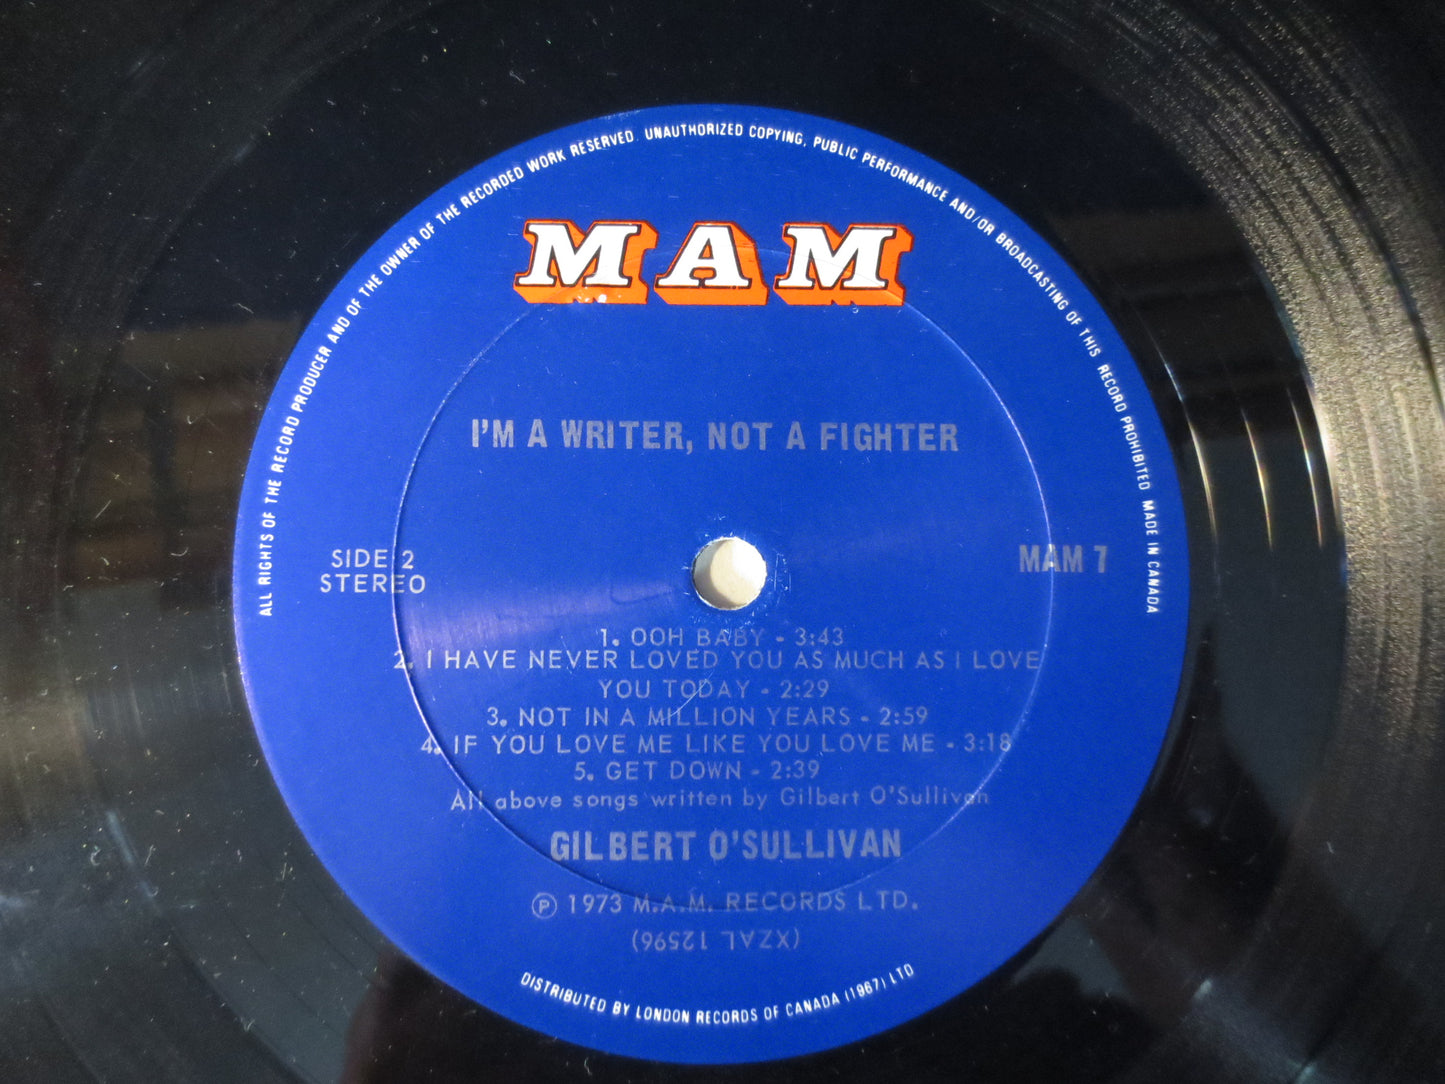 ALL RIGHTS OF THE RECORD PRODUCER AND OF THE OWNER OF THE RECORDED WORK RESERVED. UNAUTHORIZED COPYING, PUBLIC PERFORMANCE AND/OR BROADCASTING OF THIS RECORD PROHIBITED MADE IN CANADA
MAM
I'M A WRITER, NOT A FIGHTER
SIDE 2
STEREO
MAM 7
1. OOH BABY - 3:43
2. I HAVE NEVER LOVED YOU AS MUCH AS I LOVE
YOU TODAY - 2:29
3. NOT IN A MILLION YEARS - 2:59
4. IF YOU LOVE ME LIKE YOU LOVE ME - 3:18
5. GET DOWN - 2:39
All above songs written by Gilbert O'Sullivan
GILBERT O'SULLIVAN
Ⓟ 1973 M.A.M. RECORDS LTD.
(XZAL 12596)
DISTRIBUTED BY LONDON RECORDS OF CANADA (1967) LTD